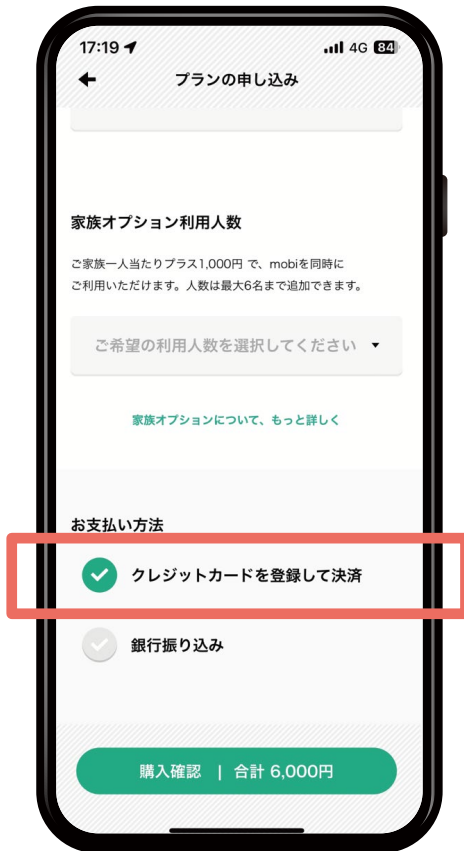 17:19 4G 84
プランの申し込み
家族オプション利用人数
ご家族一人当たりプラス1,000円 で、mobiを同時に
ご利用いただけます。人数は最大6名まで追加できます。
ご希望の利用人数を選択してください
家族オプションについて、もっと詳しく
お支払い方法
クレジットカードを登録して決済
銀行振り込み
購入確認 | 合計 6,000円